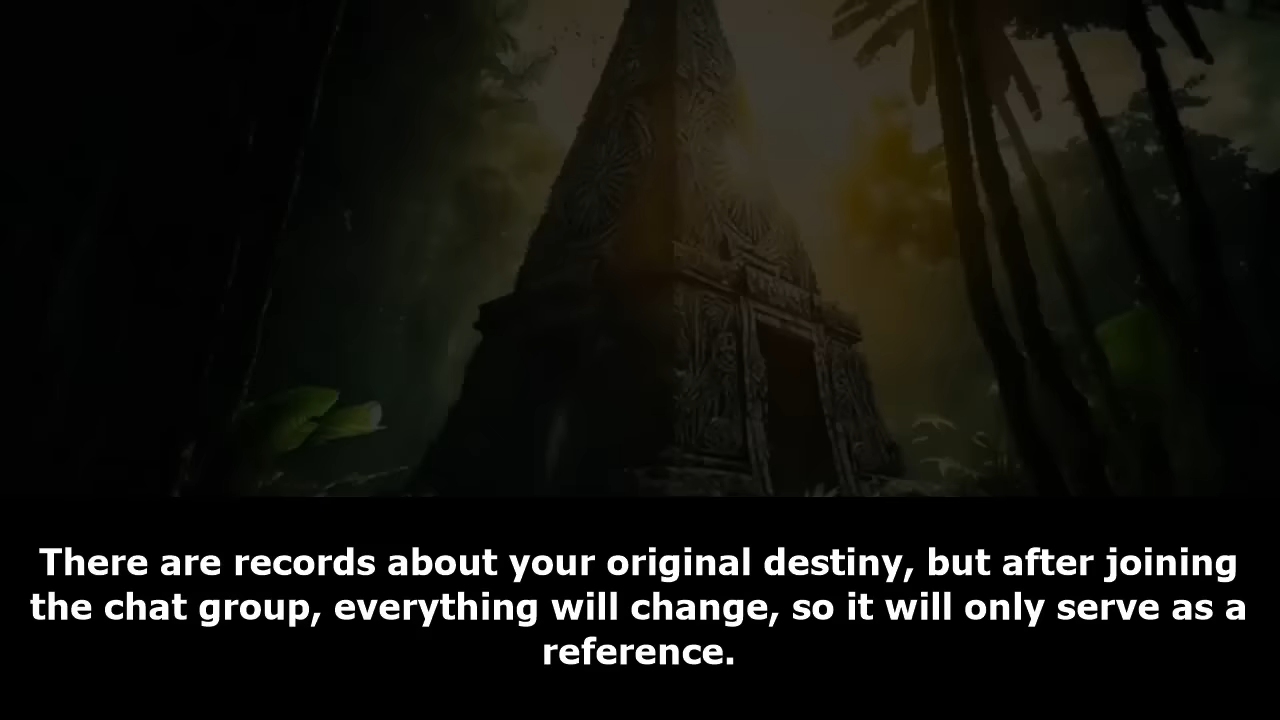 There are records about your original destiny, but after joining
the chat group, everything will change, so it will only serve as a
reference.